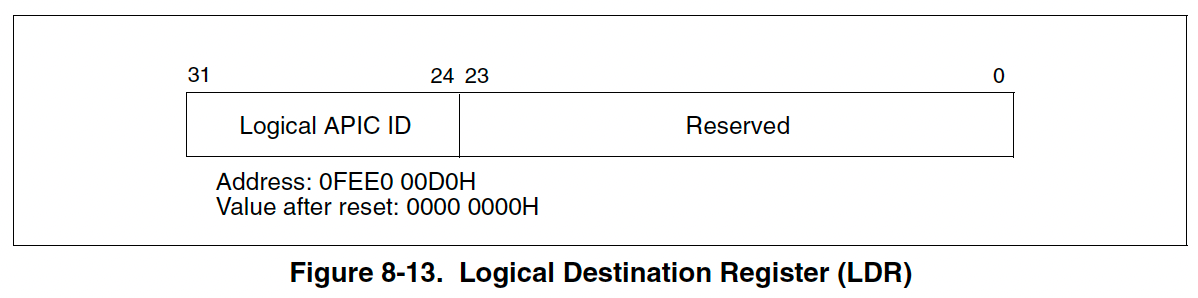 31 24 23 0
Logical APIC ID Reserved
Address: 0FEE0 00D0H
Value after reset: 0000 0000H
Figure 8-13. Logical Destination Register (LDR)